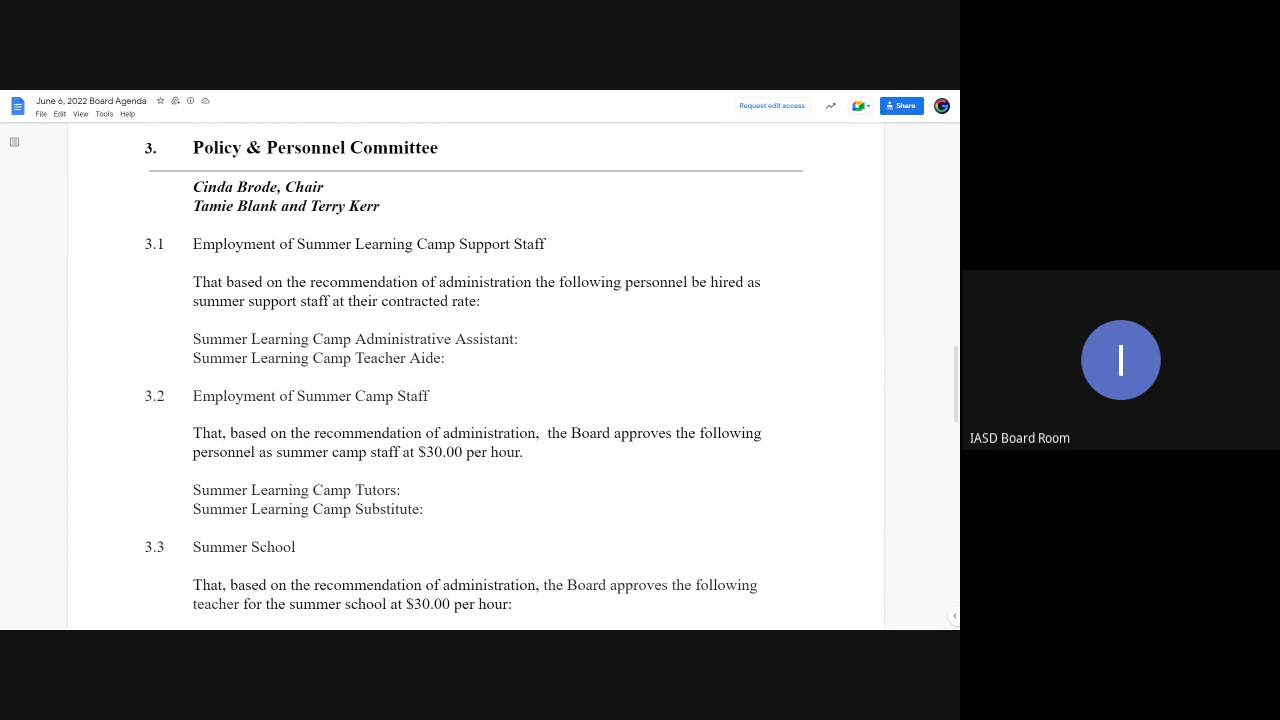 June 6, 2022 Board Agenda
File Edit View Tools Help
Request edit access
Share
3. Policy & Personnel Committee
Cinda Brode, Chair
Tamie Blank and Terry Kerr
3.1 Employment of Summer Learning Camp Support Staff
That based on the recommendation of administration the following personnel be hired as
summer support staff at their contracted rate:
Summer Learning Camp Administrative Assistant:
Summer Learning Camp Teacher Aide:
3.2 Employment of Summer Camp Staff
That, based on the recommendation of administration,  the Board approves the following
personnel as summer camp staff at $30.00 per hour.
Summer Learning Camp Tutors:
Summer Learning Camp Substitute:
3.3 Summer School
That, based on the recommendation of administration, the Board approves the following
teacher for the summer school at $30.00 per hour:
I
IASD Board Room